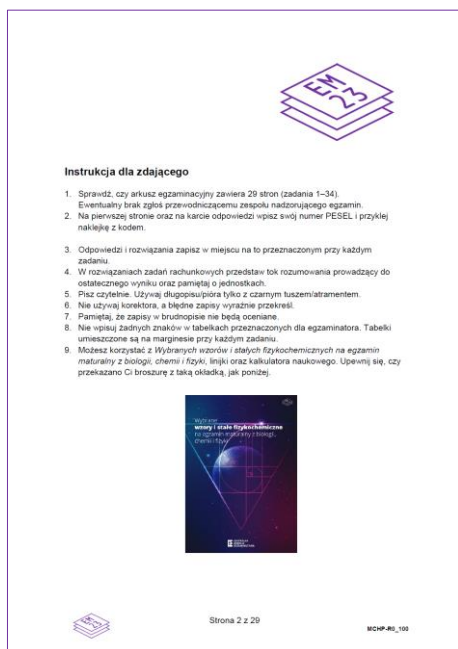 EM
23
Instrukcja dla zdającego
1. Sprawdź, czy arkusz egzaminacyjny zawiera 29 stron (zadania 1–34).
Ewentualny brak zgłoś przewodniczącemu zespołu nadzorującego egzamin.
2. Na pierwszej stronie oraz na karcie odpowiedzi wpisz swój numer PESEL i przyklej
naklejkę z kodem.
3. Odpowiedzi i rozwiązania zapisz w miejscu na to przeznaczonym przy każdym
zadaniu.
4. W rozwiązaniach zadań rachunkowych przedstaw tok rozumowania prowadzący do
ostatecznego wyniku oraz pamiętaj o jednostkach.
5. Pisz czytelnie. Używaj długopisu/pióra tylko z czarnym tuszem/atramentem.
6. Nie używaj korektora, a błędne zapisy wyraźnie przekreśl.
7. Pamiętaj, że zapisy w brudnopisie nie będą oceniane.
8. Nie wpisuj żadnych znaków w tabelkach przeznaczonych dla egzaminatora. Tabelki
umieszczone są na marginesie przy każdym zadaniu.
9. Możesz korzystać z Wybranych wzorów i stałych fizykochemicznych na egzamin
maturalny z biologii, chemii i fizyki, linijki oraz kalkulatora naukowego. Upewnij się, czy
przekazano Ci broszurę z taką okładką, jak poniżej.
Wybrane
wzory i stałe fizykochemiczne
na egzamin maturalny z biologii,
chemii i fizyki
Strona 2 z 29
MCHP-R0_100